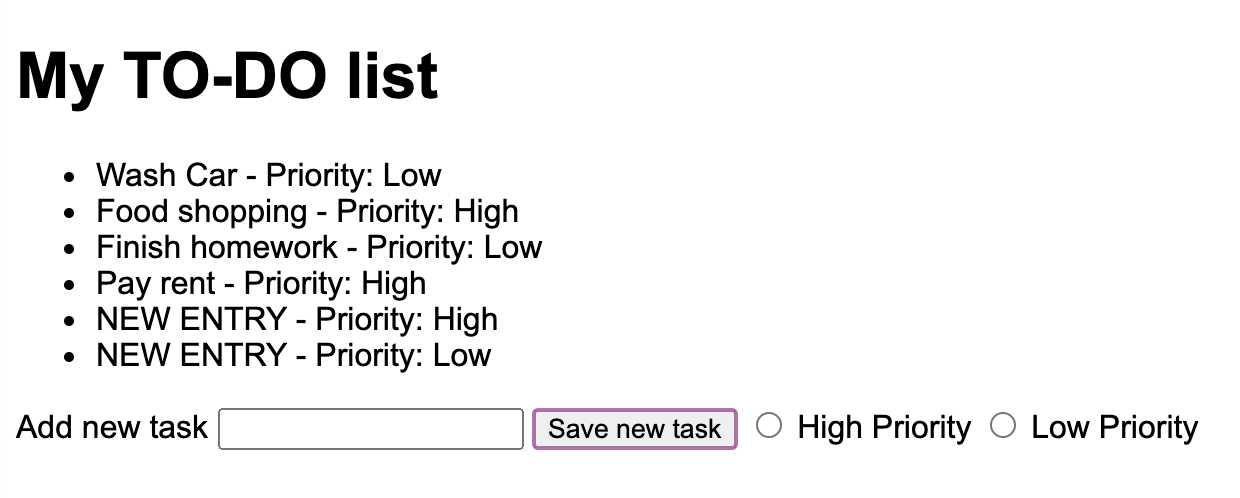 My TO-DO list
Wash Car - Priority: Low
Food shopping - Priority: High
Finish homework - Priority: Low
Pay rent - Priority: High
NEW ENTRY - Priority: High
NEW ENTRY - Priority: Low
Add new task Save new task High Priority Low Priority